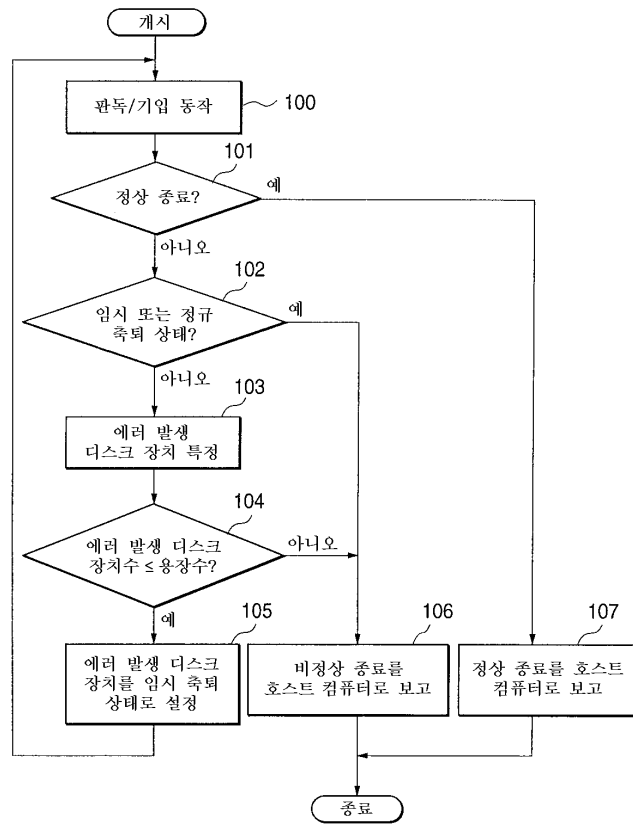 개시
판독/기입 동작
100
101
정상 종료?
예
아니오
102
임시 또는 정규
축퇴 상태?
예
아니오
103
에러 발생
디스크 장치 특정
104
에러 발생 디스크
장치수 ≤ 용장수?
아니오
예
105
에러 발생 디스크
장치를 임시 축퇴
상태로 설정
106
비정상 종료를
호스트 컴퓨터로 보고
107
정상 종료를 호스트
컴퓨터로 보고
종료